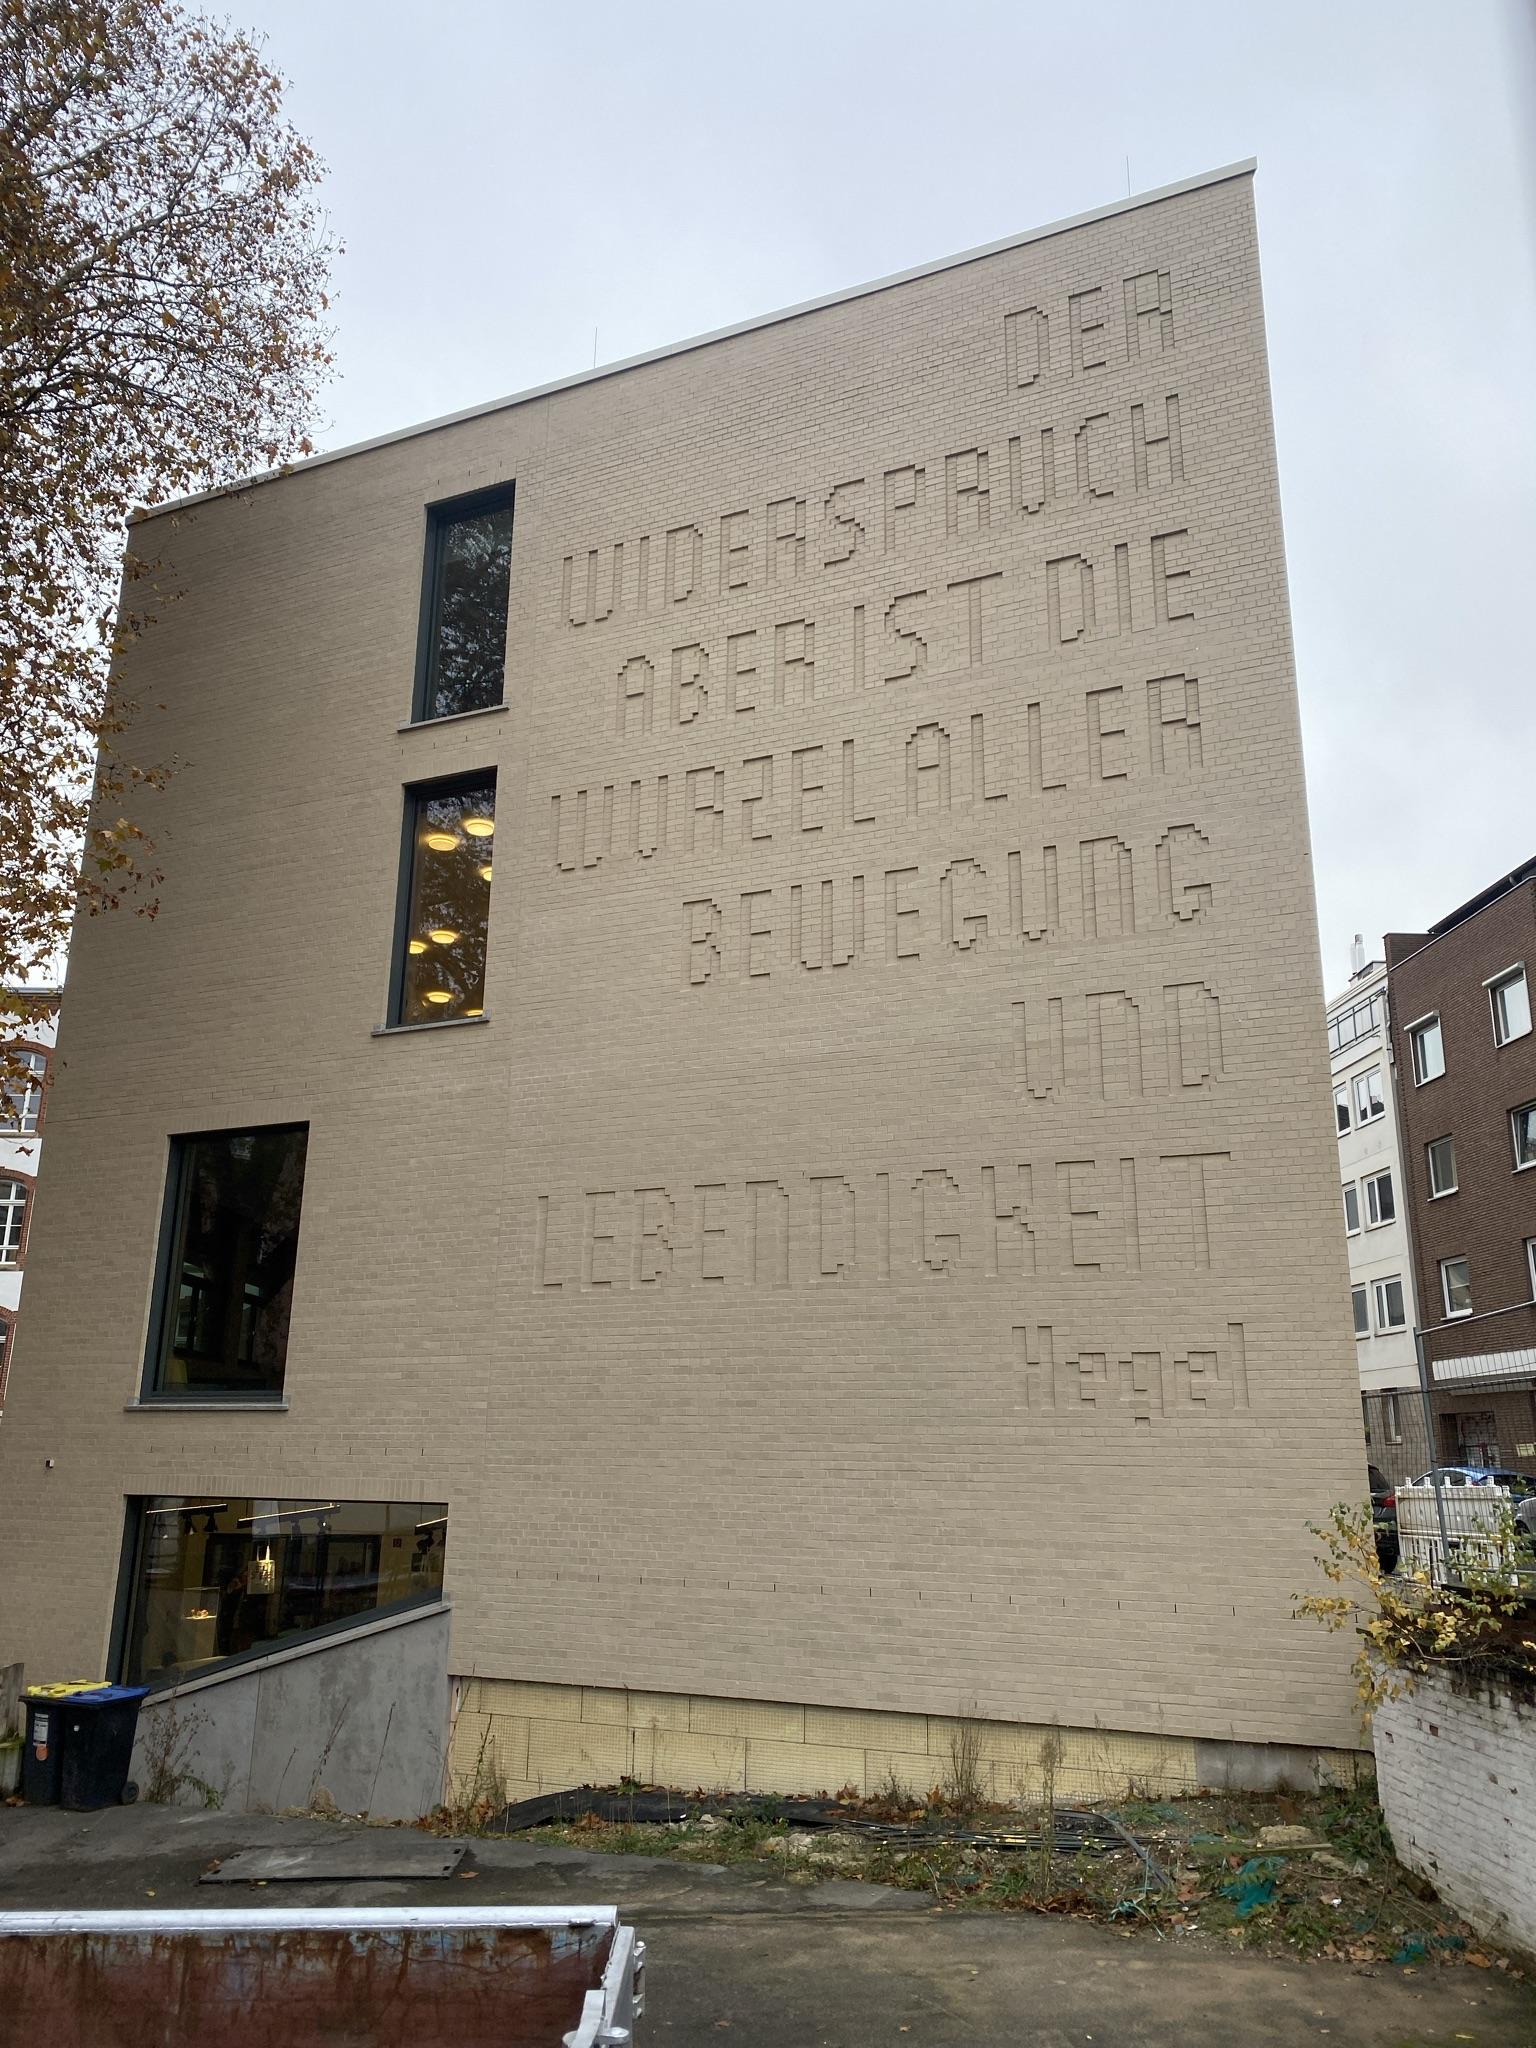 DER
WIDERSPRUCH
ABER IST DIE
WURZEL ALLER
BEWEGUNG
UND
LEBENDIGKEIT
Hegel